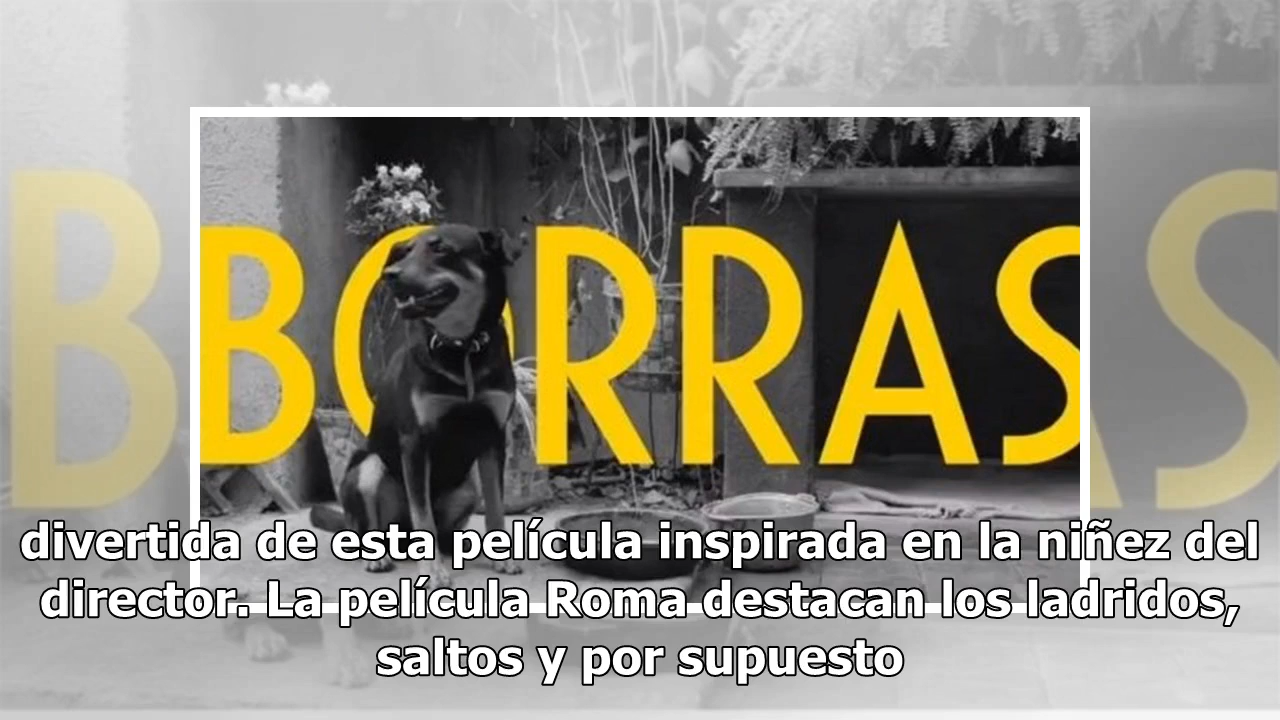 BORRAS
divertida de esta película inspirada en la niñez del
director. La película Roma destacan los ladridos,
saltos y por supuesto